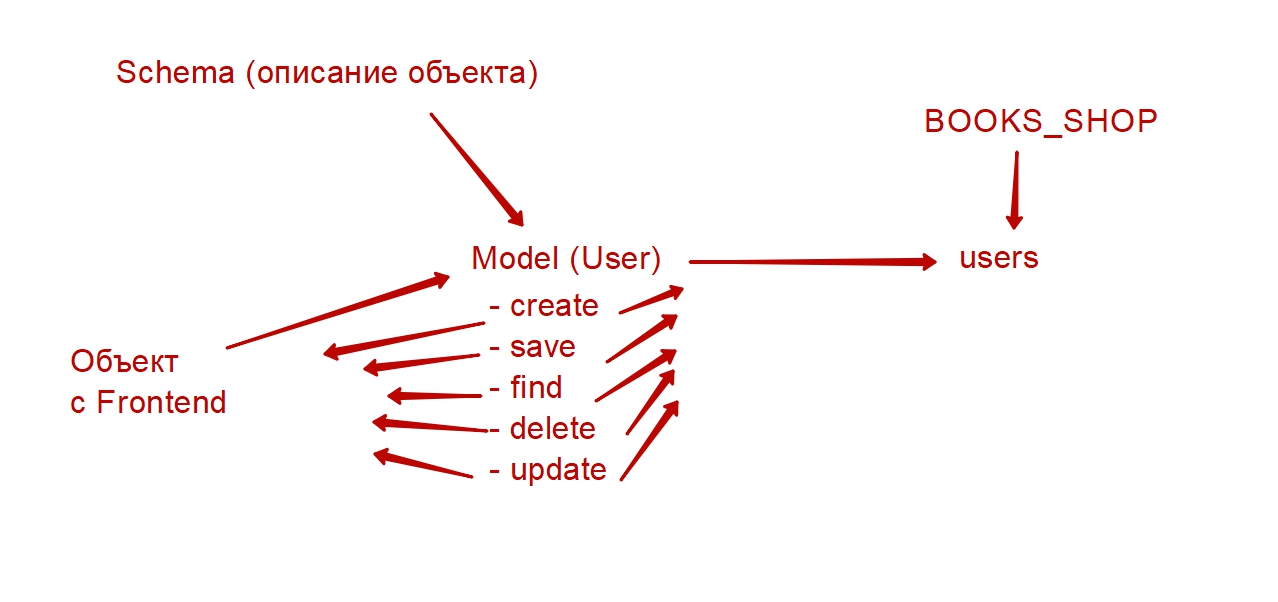 Schema (описание объекта)
BOOKS_SHOP
Model (User)
users
- create
- save
- find
- delete
- update
Объект
с Frontend